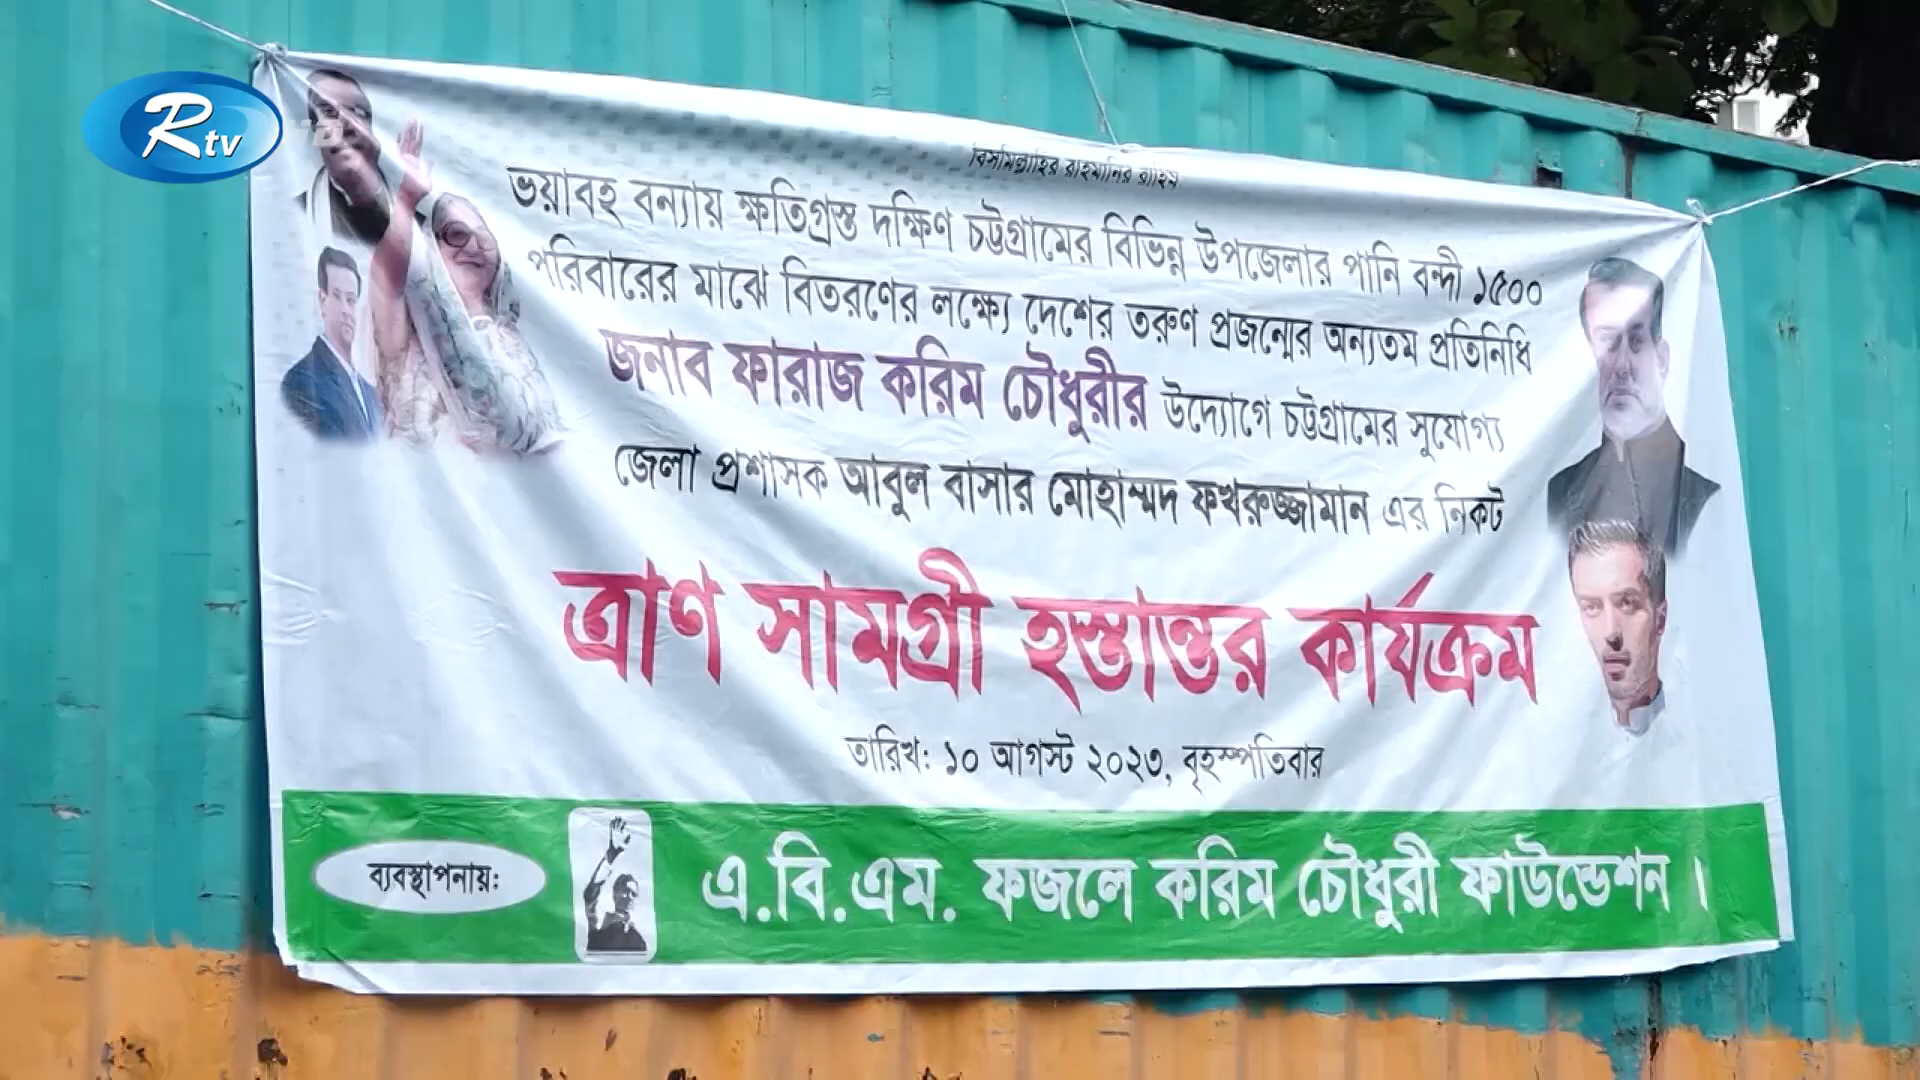 Rtv
বিসমিল্লাহির রাহমানির রাহিম
ভয়াবহ বন্যায় ক্ষতিগ্রস্ত দক্ষিণ চট্টগ্রামের বিভিন্ন উপজেলার পানি বন্দী ১৫০০
পরিবারের মাঝে বিতরণের লক্ষ্যে দেশের তরুণ প্রজন্মের অন্যতম প্রতিনিধি
জনাব ফারাজ করিম চৌধুরীর উদ্যোগে চট্টগ্রামের সুযোগ্য
জেলা প্রশাসক আবুল বাসার মোহাম্মদ ফখরুজ্জামান এর নিকট
ত্রাণ সামগ্রী হস্তান্তর কার্যক্রম
তারিখ: ১০ আগস্ট ২০২৩, বৃহস্পতিবার
ব্যবস্থাপনায়:
এ.বি.এম. ফজলে করিম চৌধুরী ফাউন্ডেশন।